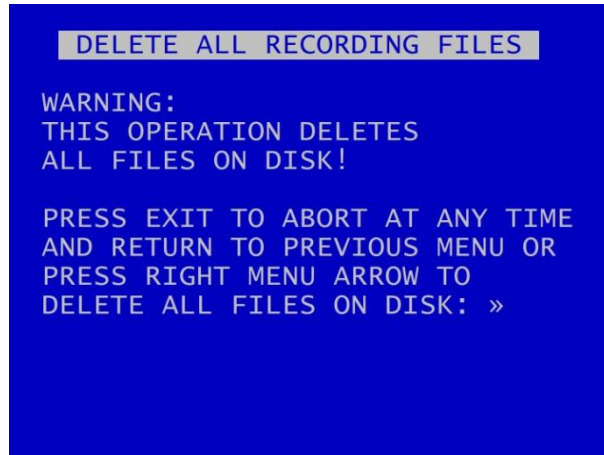 DELETE ALL RECORDING FILES
WARNING:
THIS OPERATION DELETES
ALL FILES ON DISK!
PRESS EXIT TO ABORT AT ANY TIME
AND RETURN TO PREVIOUS MENU OR
PRESS RIGHT MENU ARROW TO
DELETE ALL FILES ON DISK: »